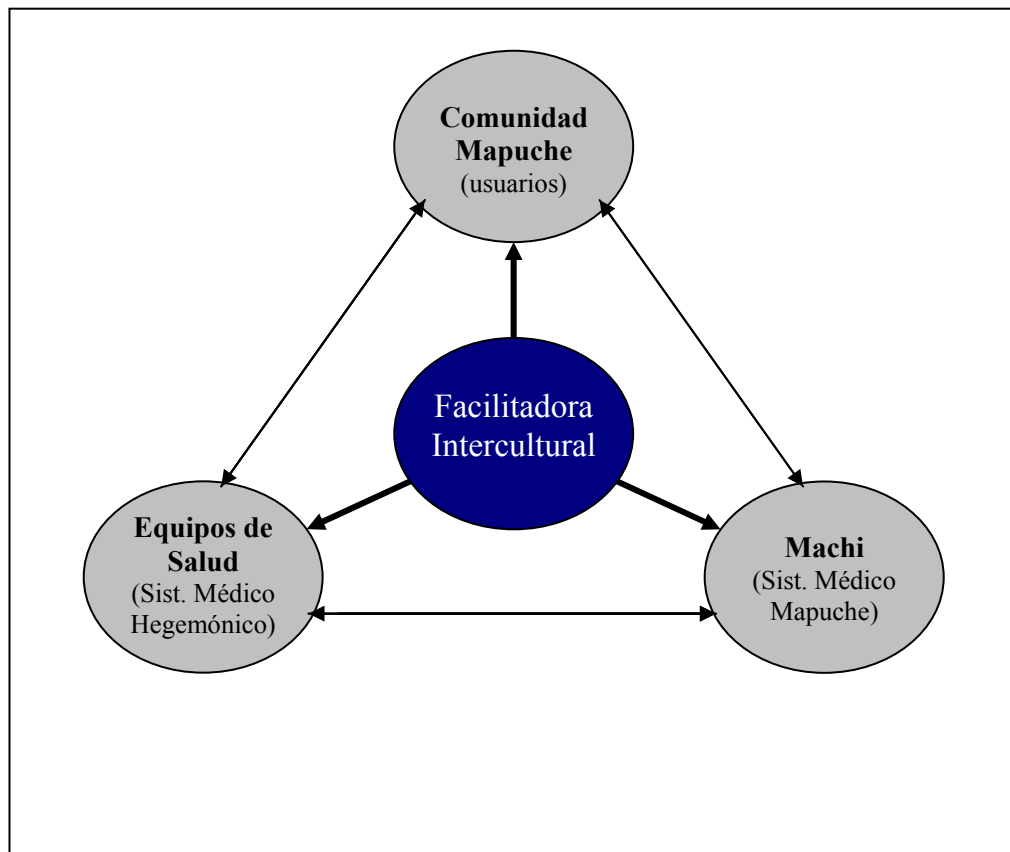 Comunidad
Mapuche
(usuarios)
Facilitadora
Intercultural
Equipos de
Salud
(Sist. Médico
Hegemónico)
Machi
(Sist. Médico
Mapuche)